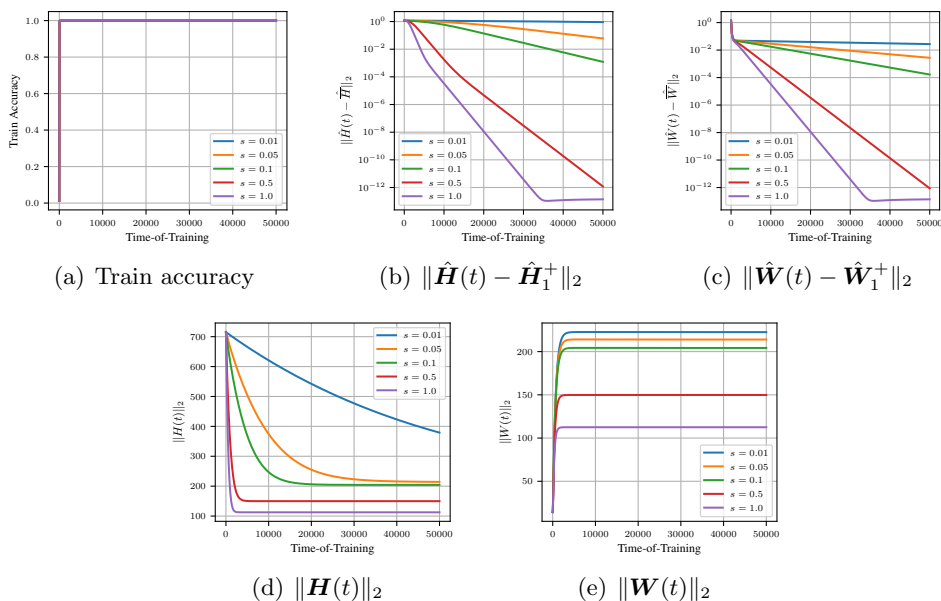 1.0
0.8
0.6
0.4
0.2
0.0
Train Accuracy
s = 0.01
s = 0.05
s = 0.1
s = 0.5
s = 1.0
0 10000 20000 30000 40000 50000
Time-of-Training
(a) Train accuracy
10⁰
10⁻²
10⁻⁴
10⁻⁶
10⁻⁸
10⁻¹⁰
10⁻¹²
‖Ĥ(t) − H̅̂‖₂
s = 0.01
s = 0.05
s = 0.1
s = 0.5
s = 1.0
0 10000 20000 30000 40000 50000
Time-of-Training
(b) ‖Ĥ(t) − Ĥ₁⁺‖₂
10⁰
10⁻²
10⁻⁴
10⁻⁶
10⁻⁸
10⁻¹⁰
10⁻¹²
‖Ŵ(t) − W̅̂‖₂
s = 0.01
s = 0.05
s = 0.1
s = 0.5
s = 1.0
0 10000 20000 30000 40000 50000
Time-of-Training
(c) ‖Ŵ(t) − Ŵ₁⁺‖₂
700
600
500
400
300
200
100
||H(t)||₂
s = 0.01
s = 0.05
s = 0.1
s = 0.5
s = 1.0
0 10000 20000 30000 40000 50000
Time-of-Training
(d) ‖H(t)‖₂
200
150
100
50
||W(t)||₂
s = 0.01
s = 0.05
s = 0.1
s = 0.5
s = 1.0
0 10000 20000 30000 40000 50000
Time-of-Training
(e) ‖W(t)‖₂